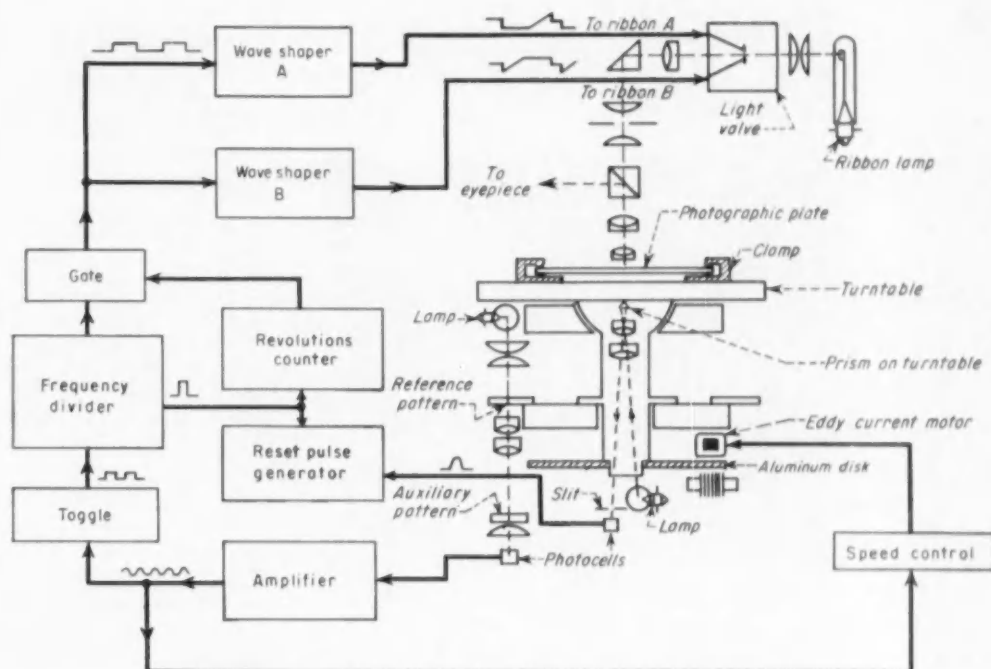 To ribbon A
Wave shaper
A
To ribbon B
Light
valve
Ribbon lamp
Wave shaper
B
To
eyepiece
Photographic plate
Clamp
Gate
Turntable
Lamp
Revolutions
counter
Prism on turntable
Frequency
divider
Reference
pattern
Eddy current
motor
Reset pulse
generator
Aluminum disk
Auxiliary
pattern
Slit
Lamp
Toggle
Photocells
Speed control
Amplifier